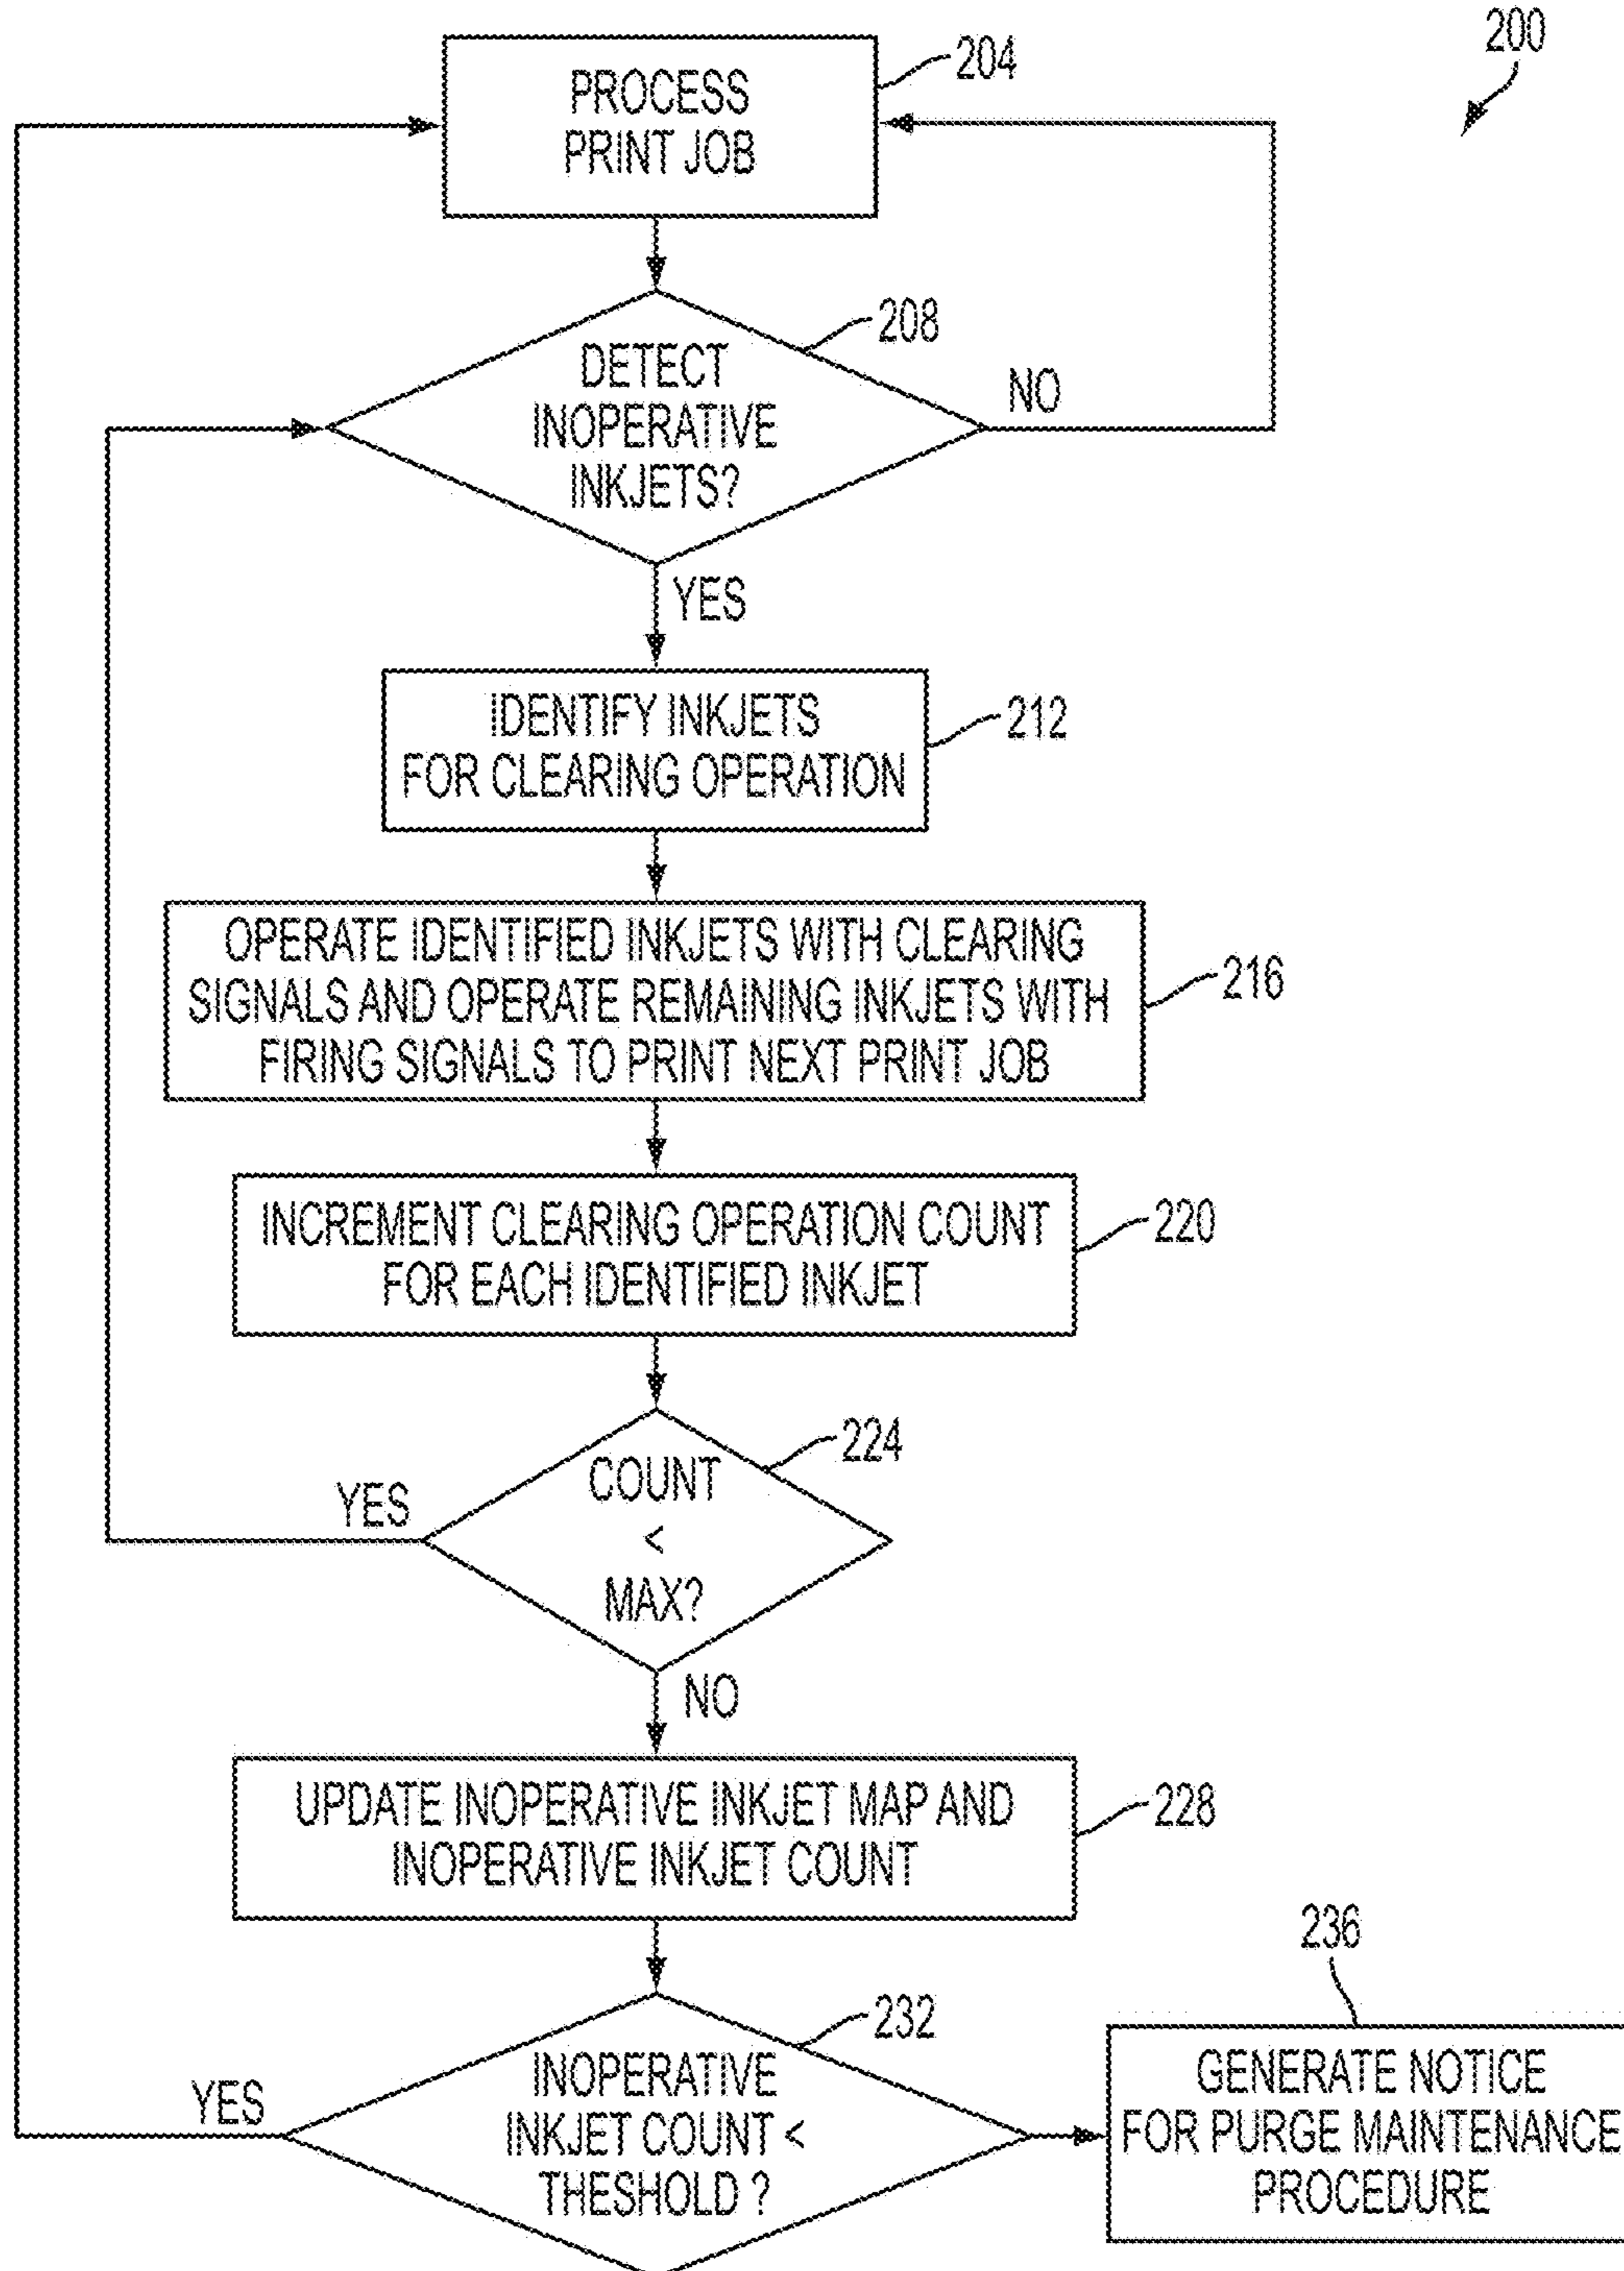 200
PROCESS
PRINT JOB
204
DETECT
INOPERATIVE
INKJETS?
208
NO
YES
IDENTIFY INKJETS
FOR CLEARING OPERATION
212
OPERATE IDENTIFIED INKJETS WITH CLEARING
SIGNALS AND OPERATE REMAINING INKJETS WITH
FIRING SIGNALS TO PRINT NEXT PRINT JOB
216
INCREMENT CLEARING OPERATION COUNT
FOR EACH IDENTIFIED INKJET
220
COUNT
<
MAX?
224
YES
NO
UPDATE INOPERATIVE INKJET MAP AND
INOPERATIVE INKJET COUNT
228
INOPERATIVE
INKJET COUNT <
THESHOLD ?
232
YES
236
GENERATE NOTICE
FOR PURGE MAINTENANCE
PROCEDURE